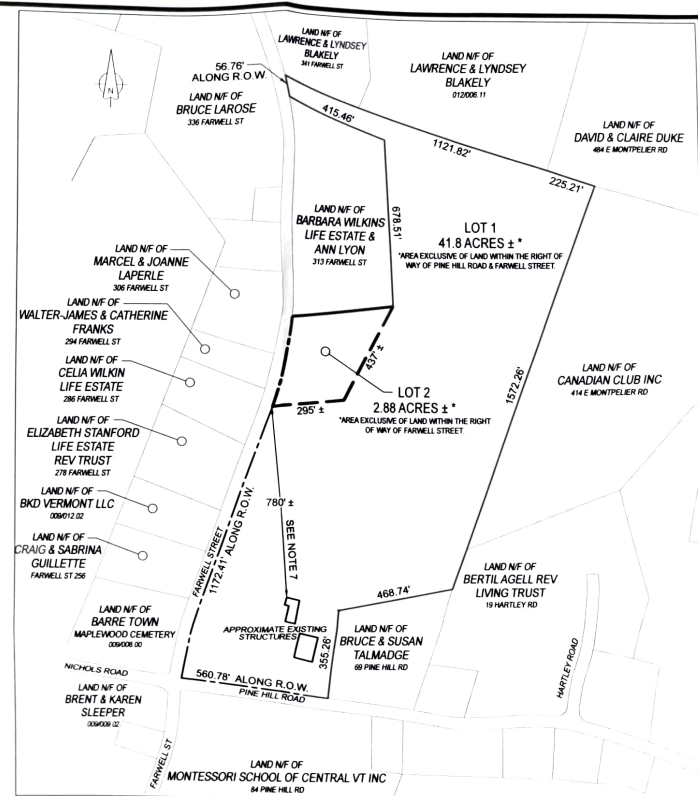 LAND N/F OF
LAWRENCE & LYNDSEY
BLAKELY
341 FARWELL ST
56.76'
ALONG R.O.W.
LAND N/F OF
LAWRENCE & LYNDSEY
BLAKELY
012/006.11
N
LAND N/F OF
BRUCE LAROSE
336 FARWELL ST
415.46'
1121.82'
LAND N/F OF
DAVID & CLAIRE DUKE
484 E MONTPELIER RD
225.21'
LAND N/F OF
BARBARA WILKINS
LIFE ESTATE &
ANN LYON
313 FARWELL ST
678.51'
LOT 1
41.8 ACRES ± *
*AREA EXCLUSIVE OF LAND WITHIN THE RIGHT OF
WAY OF PINE HILL ROAD & FARWELL STREET.
LAND N/F OF
MARCEL & JOANNE
LAPERLE
306 FARWELL ST
LAND N/F OF
WALTER-JAMES & CATHERINE
FRANKS
294 FARWELL ST
LAND N/F OF
CELIA WILKIN
LIFE ESTATE
286 FARWELL ST
437' ±
1572.26'
LAND N/F OF
CANADIAN CLUB INC
414 E MONTPELIER RD
LOT 2
2.88 ACRES ± *
*AREA EXCLUSIVE OF LAND WITHIN THE RIGHT
OF WAY OF FARWELL STREET.
295' ±
LAND N/F OF
ELIZABETH STANFORD
LIFE ESTATE
REV TRUST
278 FARWELL ST
LAND N/F OF
BKD VERMONT LLC
009/012.02
780' ±
SEE NOTE 7
FARWELL STREET
1172.41' ALONG R.O.W.
LAND N/F OF
CRAIG & SABRINA
GUILLETTE
FARWELL ST 256
LAND N/F OF
BERTIL AGELL REV
LIVING TRUST
19 HARTLEY RD
468.74'
LAND N/F OF
BARRE TOWN
MAPLEWOOD CEMETERY
009/008.00
APPROXIMATE EXISTING
STRUCTURES
355.26'
LAND N/F OF
BRUCE & SUSAN
TALMADGE
69 PINE HILL RD
HARTLEY ROAD
NICHOLS ROAD
560.78' ALONG R.O.W.
PINE HILL ROAD
LAND N/F OF
BRENT & KAREN
SLEEPER
009/009.02
FARWELL ST
LAND N/F OF
MONTESSORI SCHOOL OF CENTRAL VT INC
84 PINE HILL RD